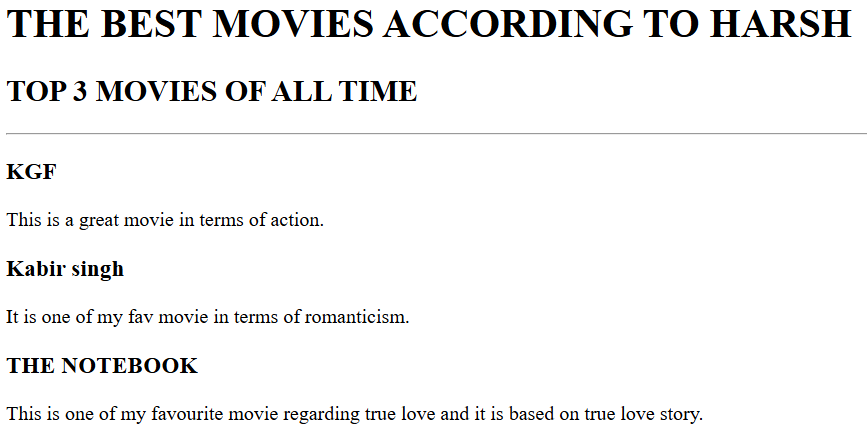 THE BEST MOVIES ACCORDING TO HARSH
TOP 3 MOVIES OF ALL TIME
KGF
This is a great movie in terms of action.
Kabir singh
It is one of my fav movie in terms of romanticism.
THE NOTEBOOK
This is one of my favourite movie regarding true love and it is based on true love story.